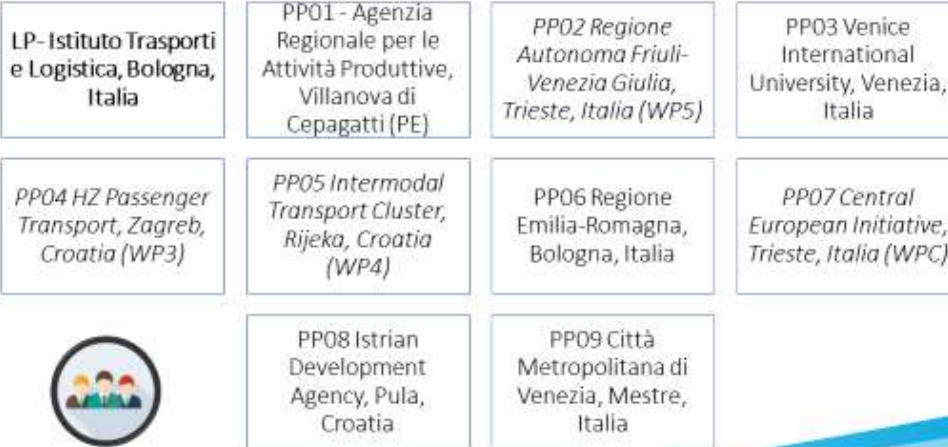 LP- Istituto Trasporti
e Logistica, Bologna,
Italia
PP01 - Agenzia
Regionale per le
Attività Produttive,
Villanova di
Cepagatti (PE)
PP02 Regione
Autonoma Friuli-
Venezia Giulia,
Trieste, Italia (WP5)
PP03 Venice
International
University, Venezia,
Italia
PP04 HZ Passenger
Transport, Zagreb,
Croatia (WP3)
PP05 Intermodal
Transport Cluster,
Rijeka, Croatia
(WP4)
PP06 Regione
Emilia-Romagna,
Bologna, Italia
PP07 Central
European Initiative,
Trieste, Italia (WPC)
PP08 Istrian
Development
Agency, Pula,
Croatia
PP09 Città
Metropolitana di
Venezia, Mestre,
Italia